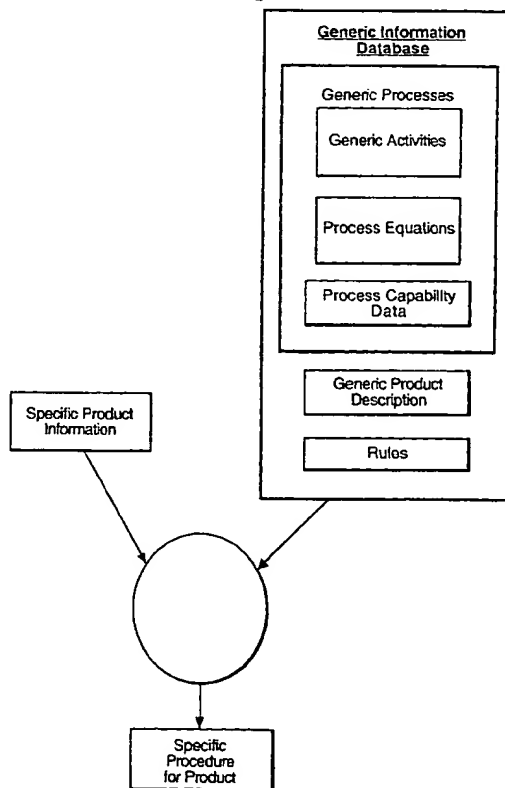 Generic Information
Database
Generic Processes
Generic Activities
Process Equations
Process Capability
Data
Generic Product
Description
Rules
Specific Product
Information
Specific
Procedure
for Product